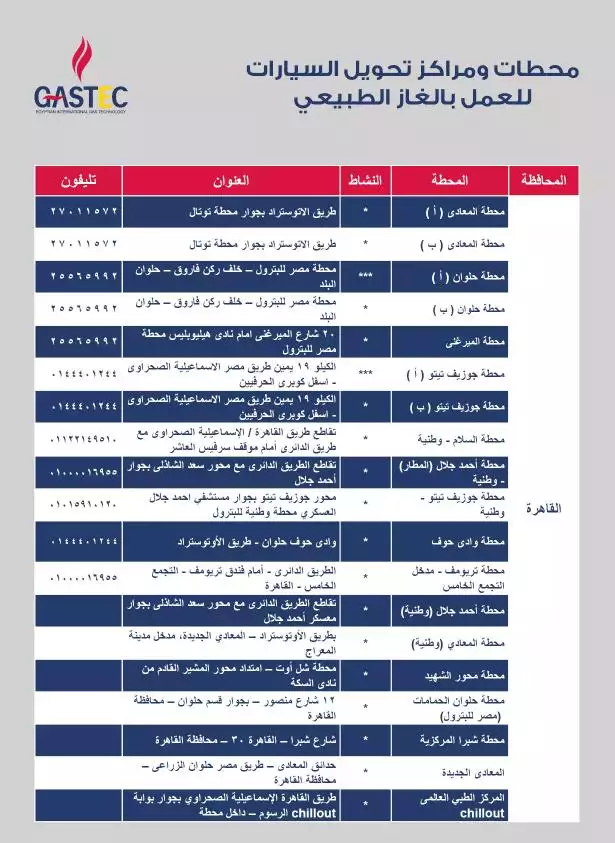 محطات ومراكز تحويل السيارات
للعمل بالغاز الطبيعي
GASTEC
EGYPTIAN INTERNATIONAL GAS TECHNOLOGY
المحافظة المحطة النشاط العنوان تليفون
القاهرة
محطة المعادى ( أ ) * طريق الاتوستراد بجوار محطة توتال ٢٧٠١١٥٧٢
محطة المعادى ( ب ) * طريق الاتوستراد بجوار محطة توتال ٢٧٠١١٥٧٢
محطة حلوان ( أ ) *** محطة مصر للبترول – خلف ركن فاروق – حلوان
البلد ٢٥٥٦٥٩٩٢
محطة حلوان ( ب ) * محطة مصر للبترول – خلف ركن فاروق – حلوان
البلد ٢٥٥٦٥٩٩٢
محطة الميرغنى * ٢٠ شارع الميرغنى امام نادى هيليوبليس محطة
مصر للبترول ٢٥٥٦٥٩٩٢
محطة جوزيف تيتو ( أ ) *** الكيلو ١٩ يمين طريق مصر الاسماعيلية الصحراوى
- اسفل كوبرى الحرفيين ٠١٤٤٤٠١٢٤٤
محطة جوزيف تيتو ( ب ) * الكيلو ١٩ يمين طريق مصر الاسماعيلية الصحراوى
- اسفل كوبرى الحرفيين ٠١٤٤٤٠١٢٤٤
محطة السلام - وطنية * تقاطع طريق القاهرة / الإسماعيلية الصحراوى مع
طريق الدائرى أمام موقف سرفيس العاشر ٠١١٢٢١٤٩٥١٠
محطة أحمد جلال (المطار)
- وطنية * تقاطع الطريق الدائرى مع محور سعد الشاذلى بجوار
أحمد جلال ٠١٠٠٠٠١٦٩٥٥
محطة جوزيف تيتو -
وطنية * محور جوزيف تيتو بجوار مستشفي احمد جلال
العسكري محطة وطنية للبترول ٠١٠١٥٩١٠١٢٠
محطة وادى حوف * وادى حوف حلوان - طريق الأوتوستراد ٠١٤٤٤٠١٢٤٤
محطة تريومف - مدخل
التجمع الخامس * الطريق الدائرى - أمام فندق تريومف - التجمع
الخامس - القاهرة ٠١٠٠٠٠١٦٩٥٥
محطة أحمد جلال (وطنية) * تقاطع الطريق الدائرى مع محور سعد الشاذلى بجوار
معسكر أحمد جلال
محطة المعادي (وطنية) * بطريق الأوتوستراد – المعادي الجديدة، مدخل مدينة
المعراج
محطة محور الشهيد * محطة شل أوت – امتداد محور المشير القادم من
نادى السكة
محطة حلوان الحمامات
(مصر للبترول) * ١٢ شارع منصور – بجوار قسم حلوان – محافظة
القاهرة
محطة شبرا المركزية * شارع شبرا – القاهرة ٣٠ – محافظة القاهرة
المعادى الجديدة * حدائق المعادى – طريق مصر حلوان الزراعى –
محافظة القاهرة
المركز الطبي العالمى
chillout * طريق القاهرة الإسماعيلية الصحراوي بجوار بوابة
الرسوم – داخل محطة chillout